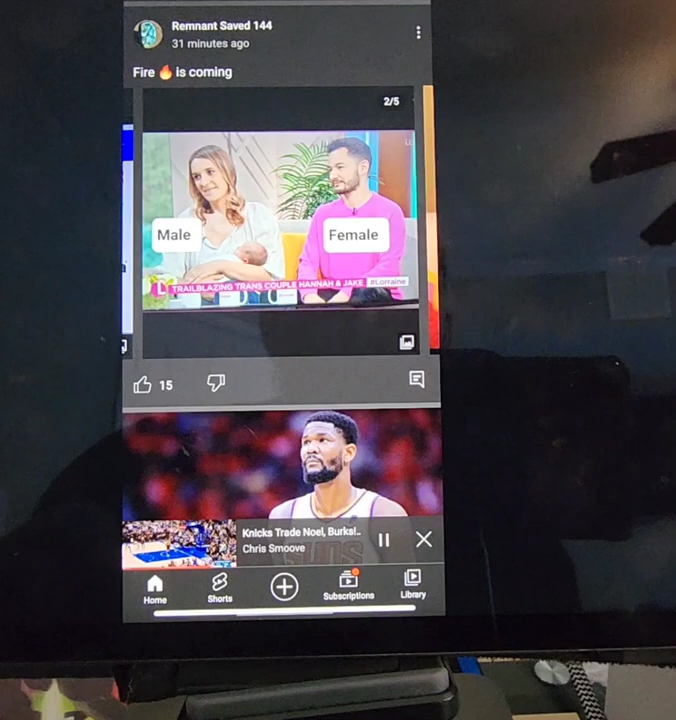 Remnant Saved 144
31 minutes ago
Fire 🔥 is coming
2/5
Male
Female
L
TRAILBLAZING TRANS COUPLE HANNAH & JAKE
#Lorraine
15
Knicks Trade Noel, Burks!..
Chris Smoove
SUNS
Home
Shorts
Subscriptions
Library